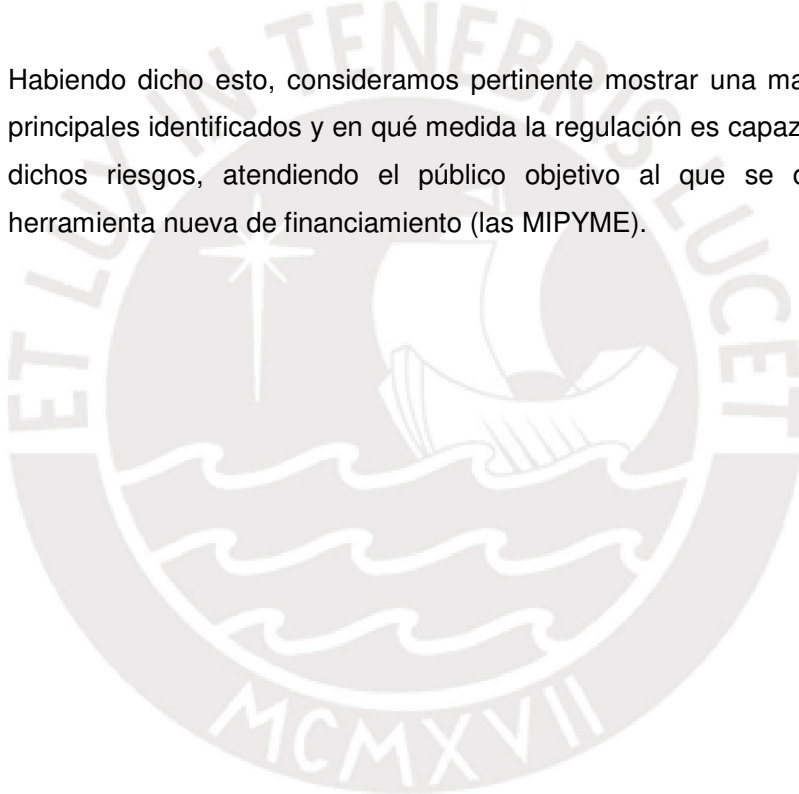 Habiendo dicho esto, consideramos pertinente mostrar una
principales identificados y en qué medida la regulación es capaz
dichos riesgos, atendiendo el público objetivo al que se
herramienta nueva de financiamiento (las MIPYME).
ET LUX IN TENEBRIS LUCET
MCMXVII